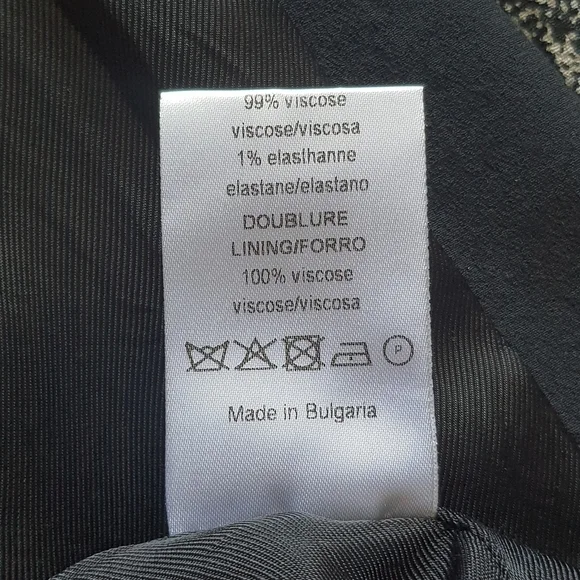 99% viscose
viscose/viscosa
1% elasthanne
elastane/elastano
DOUBLURE
LINING/FORRO
100% viscose
viscose/viscosa
P
Made in Bulgaria